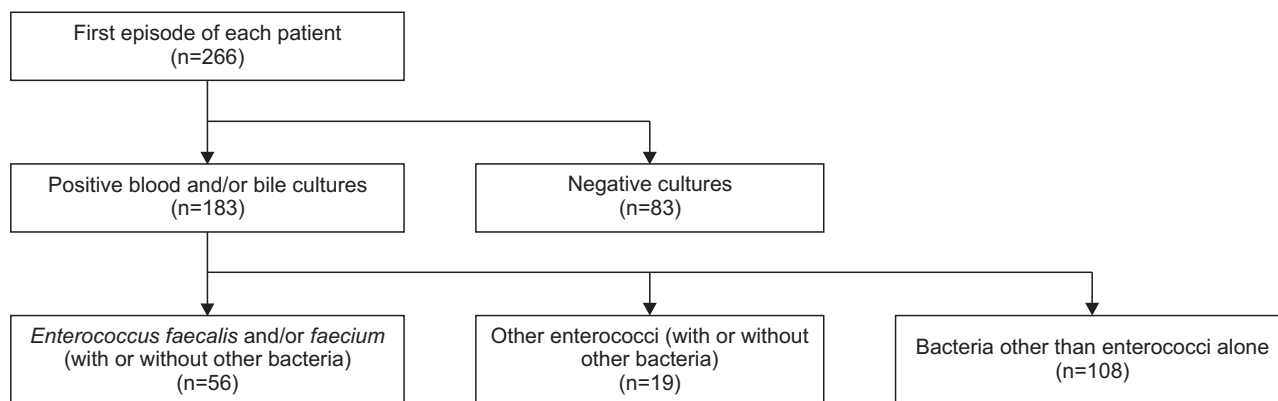 First episode of each patient
(n=266)
Positive blood and/or bile cultures
(n=183)
Negative cultures
(n=83)
Enterococcus faecalis and/or faecium
(with or without other bacteria)
(n=56)
Other enterococci (with or without
other bacteria)
(n=19)
Bacteria other than enterococci alone
(n=108)